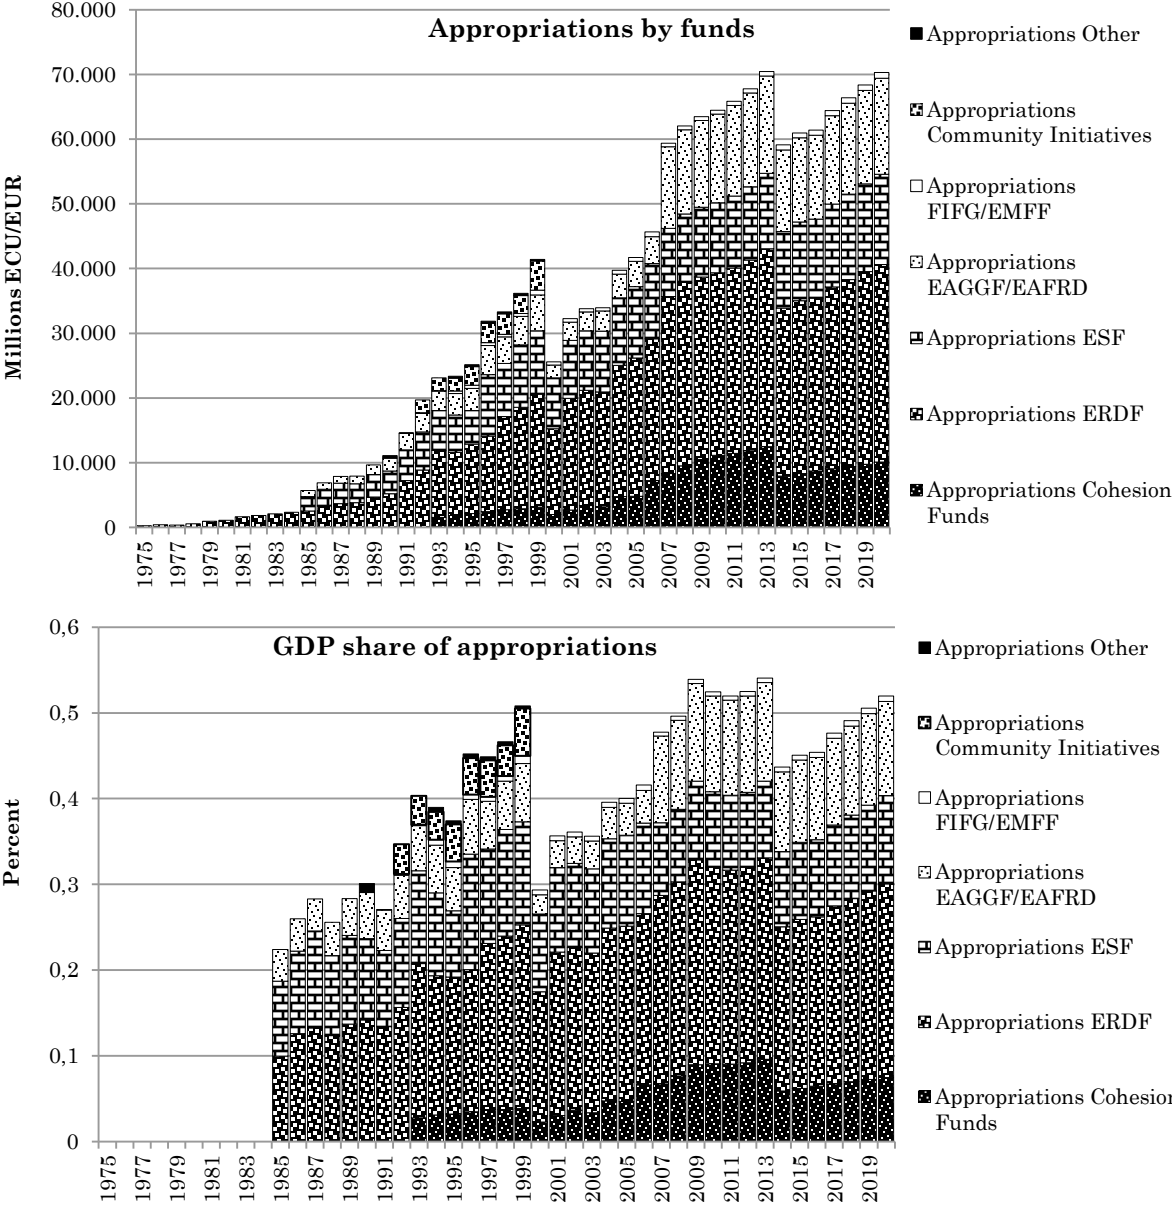 Appropriations by funds
Millions ECU/EUR
80.000
70.000
60.000
50.000
40.000
30.000
20.000
10.000
0
1975
1977
1979
1981
1983
1985
1987
1989
1991
1993
1995
1997
1999
2001
2003
2005
2007
2009
2011
2013
2015
2017
2019
Appropriations Other
Appropriations
Community Initiatives
Appropriations
FIFG/EMFF
Appropriations
EAGGF/EAFRD
Appropriations ESF
Appropriations ERDF
Appropriations Cohesion
Funds
GDP share of appropriations
Percent
0,6
0,5
0,4
0,3
0,2
0,1
0
1975
1977
1979
1981
1983
1985
1987
1989
1991
1993
1995
1997
1999
2001
2003
2005
2007
2009
2011
2013
2015
2017
2019
Appropriations Other
Appropriations
Community Initiatives
Appropriations
FIFG/EMFF
Appropriations
EAGGF/EAFRD
Appropriations ESF
Appropriations ERDF
Appropriations Cohesion
Funds